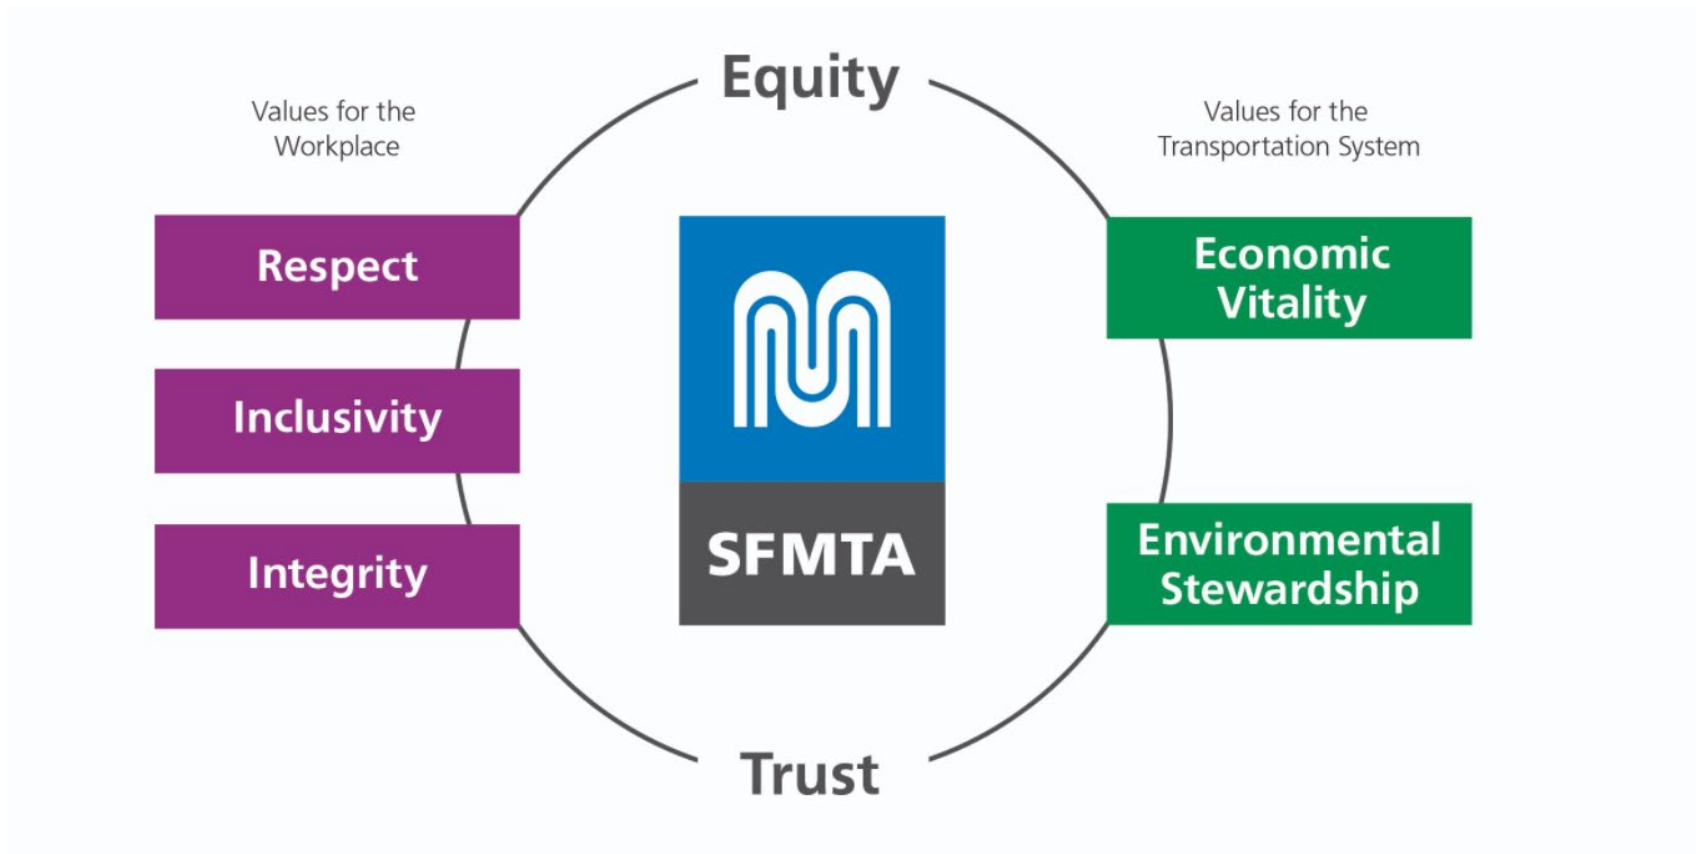 Equity
Values for the
Workplace
Respect
Inclusivity
Integrity
SFMTA
Values for the
Transportation System
Economic
Vitality
Environmental
Stewardship
Trust